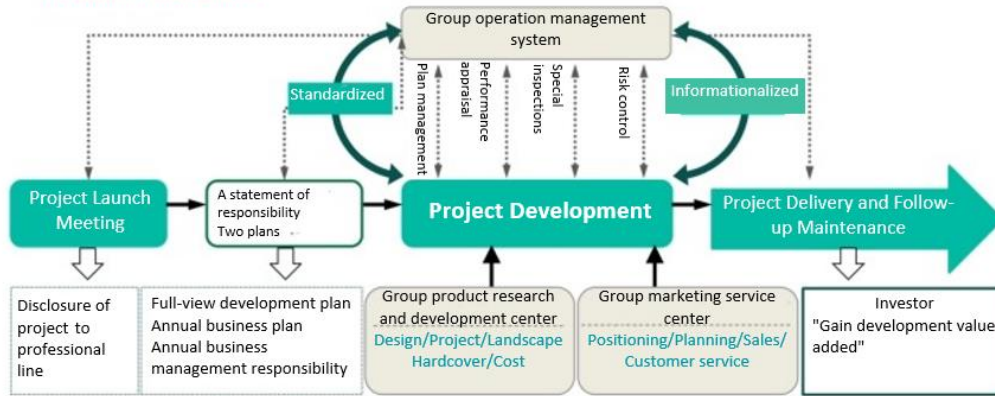 Group operation management
system
Standardized
Plan management
Performance
appraisal
Special
inspections
Risk control
Informationalized
Project Launch
Meeting
A statement of
responsibility
Two plans
Project Development
Project Delivery and Follow-
up Maintenance
Disclosure of
project to
professional
line
Full-view development plan
Annual business plan
Annual business
management responsibility
Group product research
and development center
Design/Project/Landscape
Hardcover/Cost
Group marketing service
center
Positioning/Planning/Sales/
Customer service
Investor
"Gain development value
added"